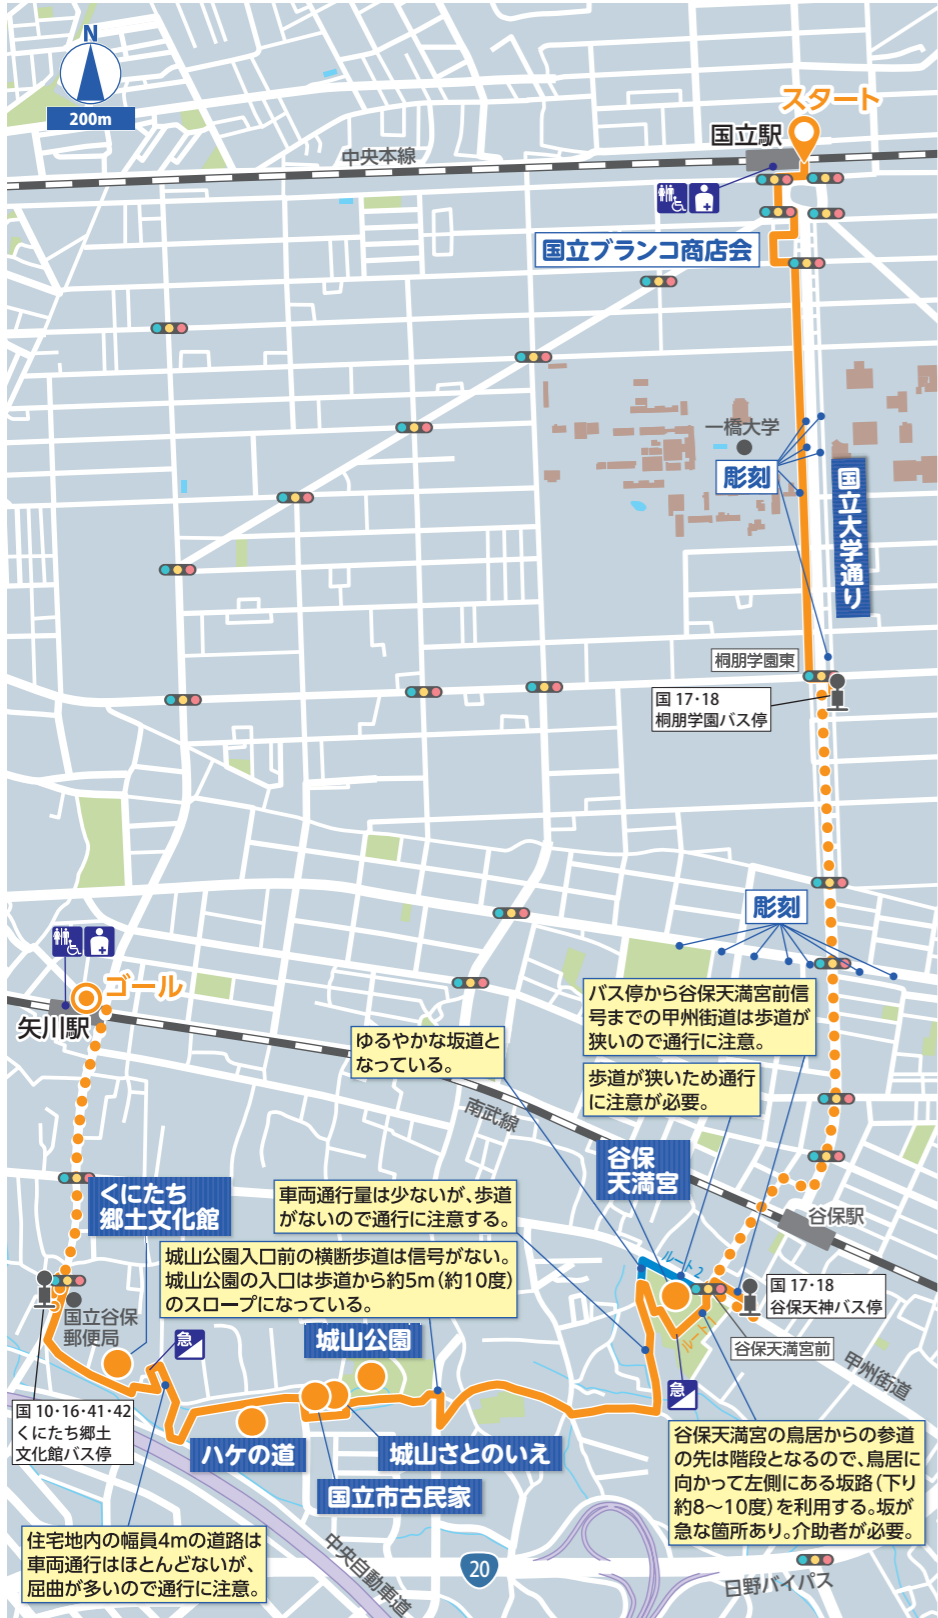 N
200m
スタート
国立駅
中央本線
国立ブランコ商店会
一橋大学
彫刻
国立大学通り
桐朋学園東
国 17・18
桐朋学園バス停
彫刻
ゴール
矢川駅
バス停から谷保天満宮前信
号までの甲州街道は歩道が
狭いので通行に注意。
ゆるやかな坂道と
なっている。
歩道が狭いため通行
に注意が必要。
南武線
谷保
天満宮
くにたち
郷土文化館
車両通行量は少ないが、歩道
がないので通行に注意する。
谷保駅
城山公園入口前の横断歩道は信号がない。
城山公園の入口は歩道から約5m（約10度）
のスロープになっている。
ルート2
国 17・18
谷保天神バス停
国立谷保
郵便局
ルート1
谷保天満宮前
急
城山公園
甲州街道
急
国 10・16・41・42
くにたち郷土
文化館バス停
ハケの道
城山さとのいえ
国立市古民家
谷保天満宮の鳥居からの参道
の先は階段となるので、鳥居に
向かって左側にある坂路（下り
約8～10度）を利用する。坂が
急な箇所あり。介助者が必要。
住宅地内の幅員4mの道路は
車両通行はほとんどないが、
屈曲が多いので通行に注意。
中央自動車道
20
日野バイパス